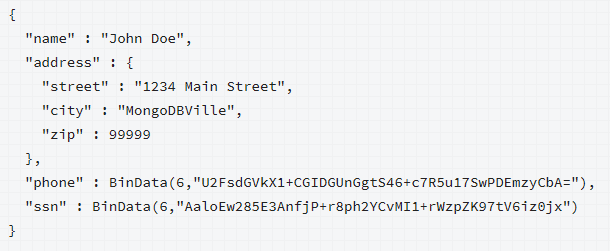 {
  "name" : "John Doe",
  "address" : {
    "street" : "1234 Main Street",
    "city" : "MongoDBVille",
    "zip" : 99999
  },
  "phone" : BinData(6,"U2FsdGVkX1+CGIDGUnGgtS46+c7R5u17SwPDEmzyCbA="),
  "ssn" : BinData(6,"AaloEw285E3AnfjP+r8ph2YCvMI1+rWzpZK97tV6iz0jx")
}